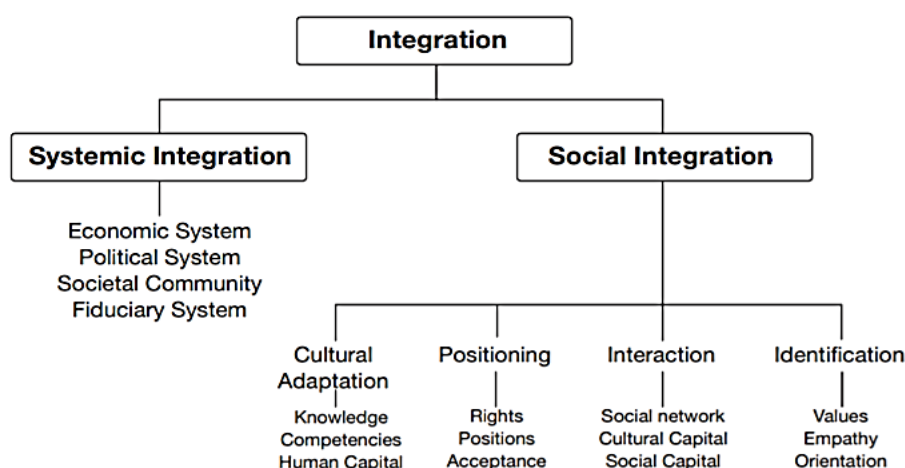 Integration
Systemic Integration
Social Integration
Economic System
Political System
Societal Community
Fiduciary System
Cultural
Adaptation
Positioning
Interaction
Identification
Knowledge
Competencies
Human Capital
Rights
Positions
Acceptance
Social network
Cultural Capital
Social Capital
Values
Empathy
Orientation